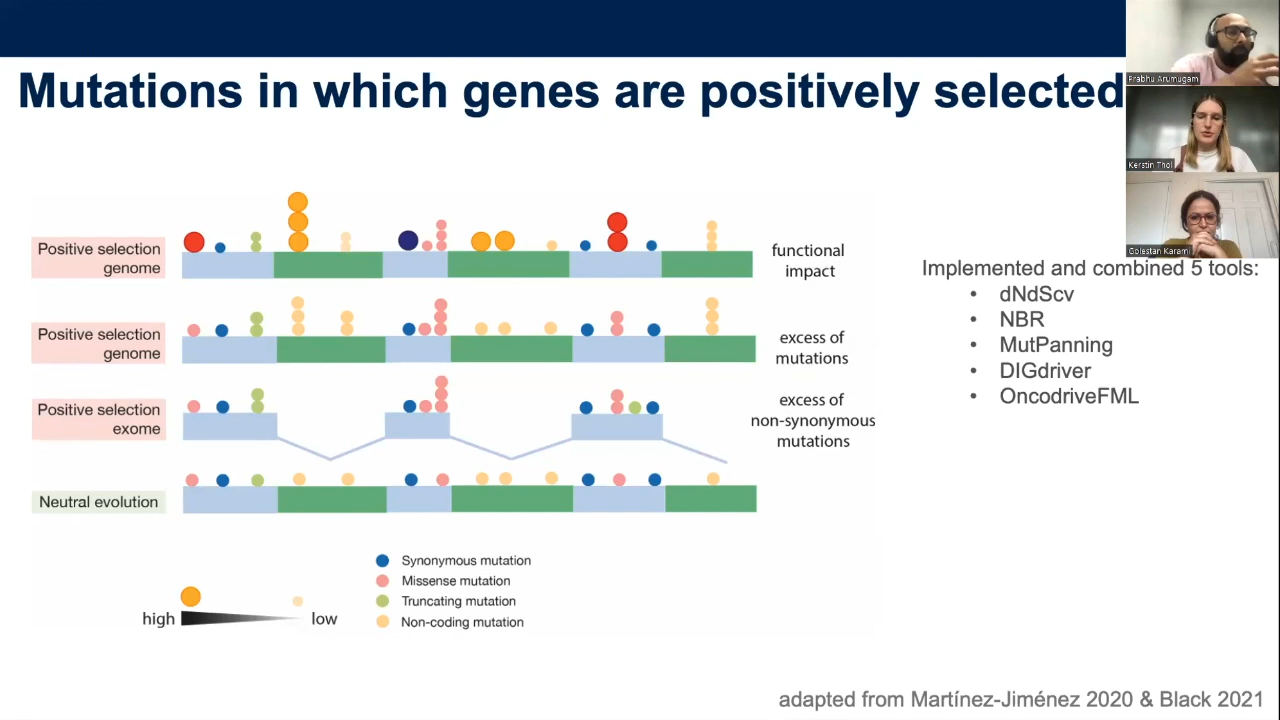 Mutations in which genes are positively selected
Prabhu Arumugam
Kerstin Thol
Golestan Karami
Positive selection
genome
functional
impact
Positive selection
genome
excess of
mutations
Positive selection
exome
excess of
non-synonymous
mutations
Neutral evolution
Synonymous mutation
Missense mutation
Truncating mutation
Non-coding mutation
high
low
Implemented and combined 5 tools:
• dNdScv
• NBR
• MutPanning
• DIGdriver
• OncodriveFML
adapted from Martínez-Jiménez 2020 & Black 2021